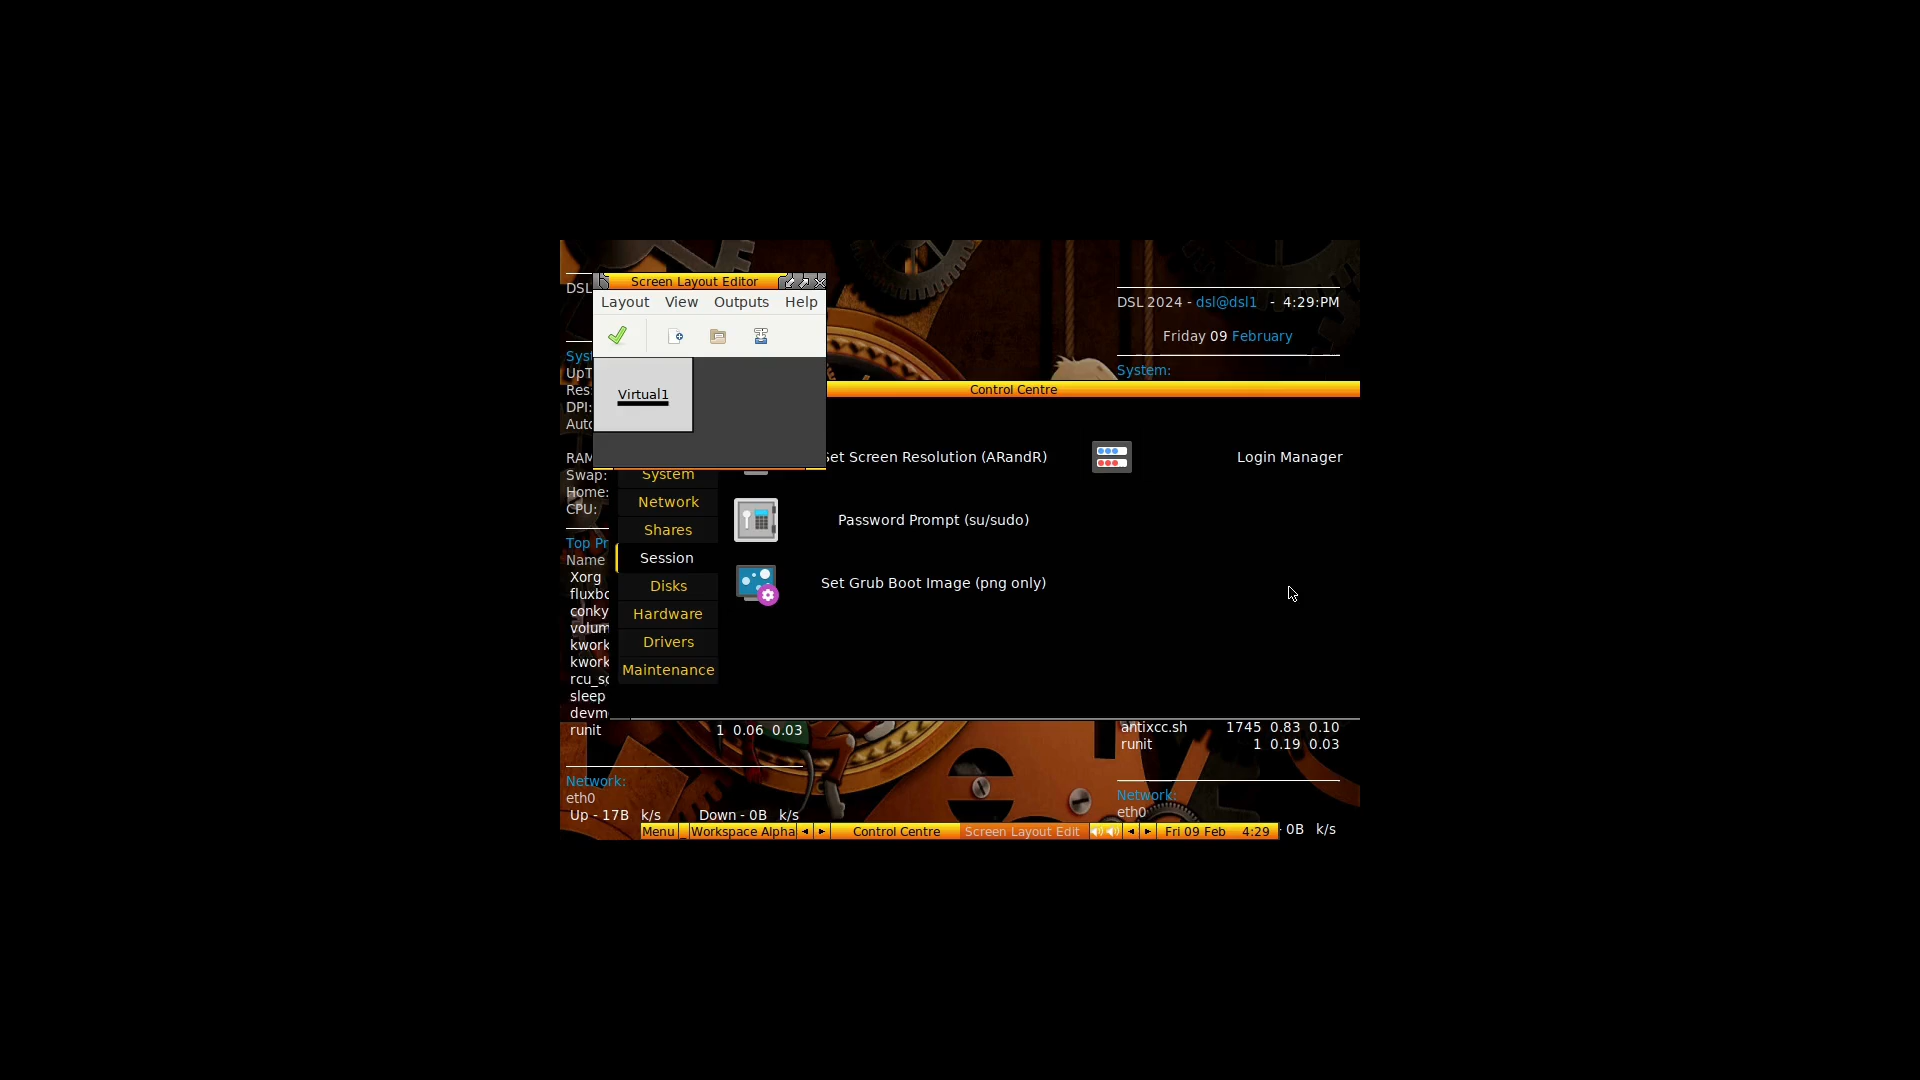 Screen Layout Editor
Layout View Outputs Help
Virtual1
DSL
DSL 2024 - dsl@dsl1 - 4:29:PM
Friday 09 February
System:
Control Centre
Set Screen Resolution (ARandR)
Login Manager
Password Prompt (su/sudo)
Set Grub Boot Image (png only)
System
Network
Shares
Session
Disks
Hardware
Drivers
Maintenance
Syst
UpT
Res:
DPI:
Auto
RAM
Swap:
Home:
CPU:
Top Pr
Name
Xorg
fluxbo
conky
volum
kwork
kwork
rcu_sc
sleep
devm
runit 1 0.06 0.03
Network:
eth0
Up - 17B k/s Down - 0B k/s
antixcc.sh 1745 0.83 0.10
runit 1 0.19 0.03
Network:
eth0
- 0B k/s
Menu Workspace Alpha Control Centre Screen Layout Edit Fri 09 Feb 4:29